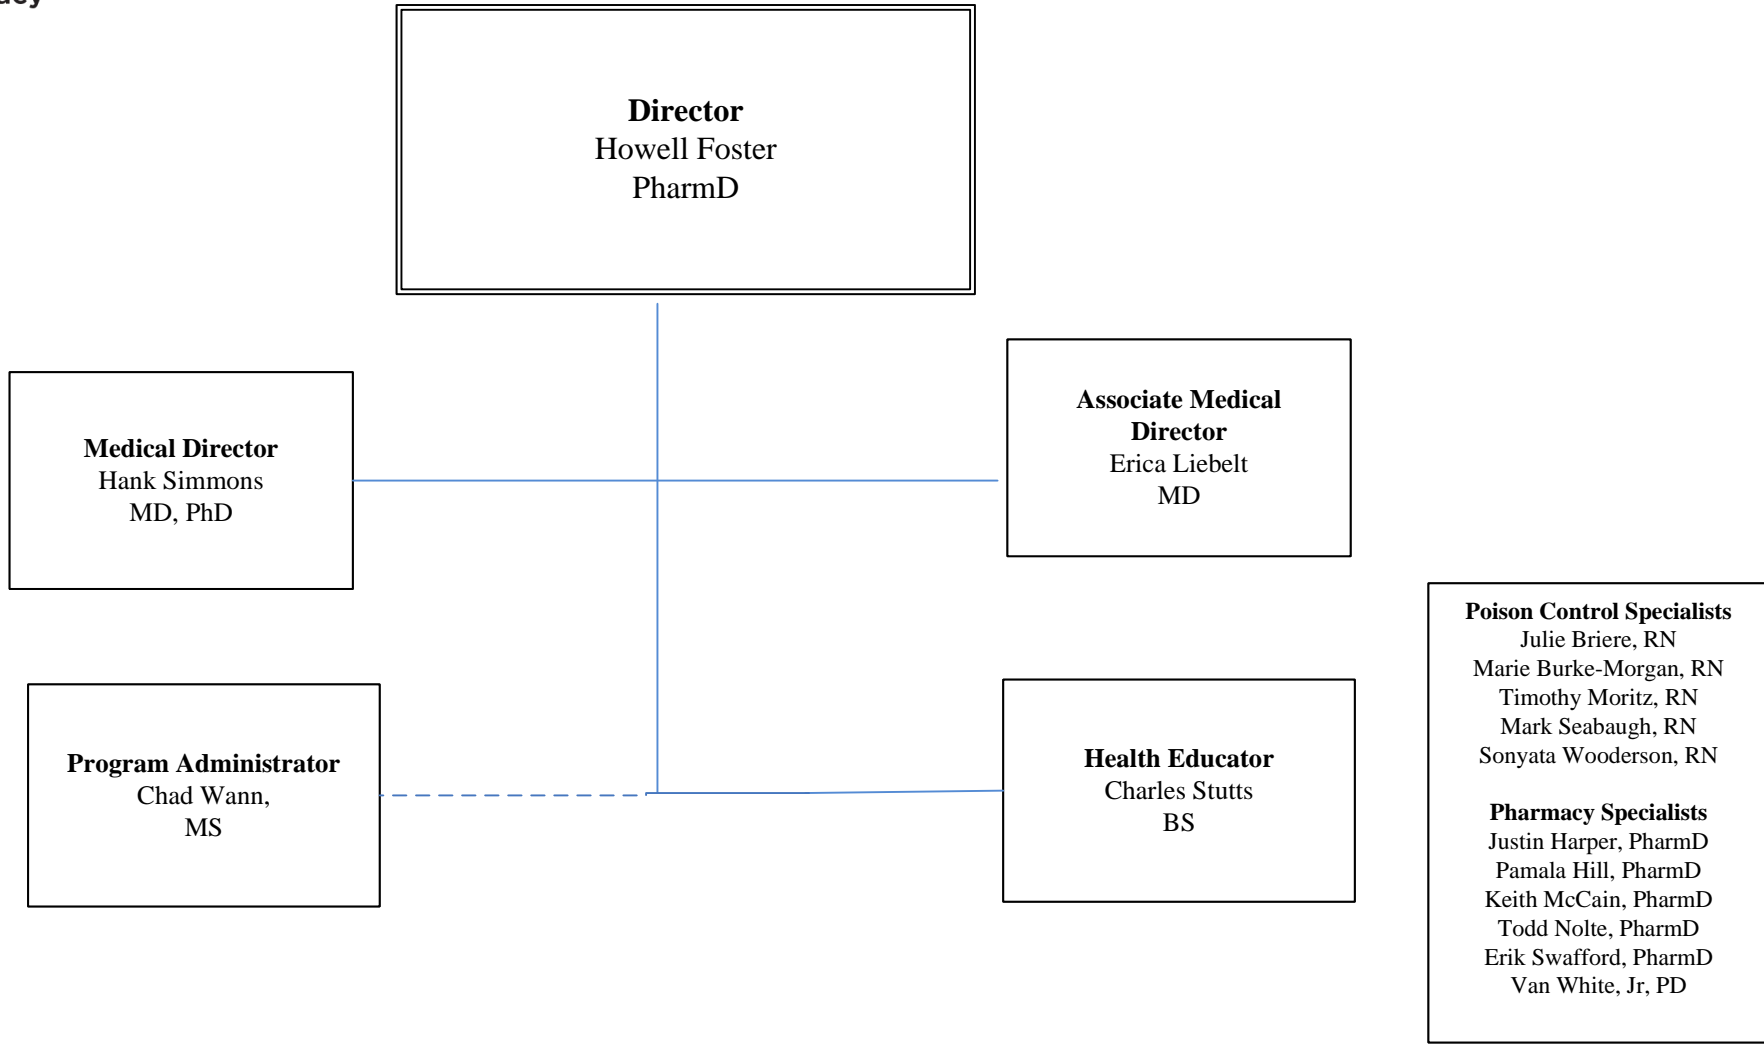 Director
Howell Foster
PharmD
Medical Director
Hank Simmons
MD, PhD
Associate Medical
Director
Erica Liebelt
MD
Program Administrator
Chad Wann,
MS
Health Educator
Charles Stutts
BS
Poison Control Specialists
Julie Briere, RN
Marie Burke-Morgan, RN
Timothy Moritz, RN
Mark Seabaugh, RN
Sonyata Wooderson, RN
Pharmacy Specialists
Justin Harper, PharmD
Pamala Hill, PharmD
Keith McCain, PharmD
Todd Nolte, PharmD
Erik Swafford, PharmD
Van White, Jr, PD